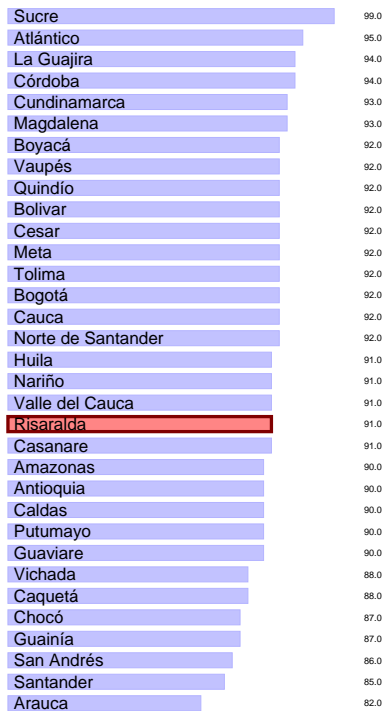 Sucre 99.0
Atlántico 95.0
La Guajira 94.0
Córdoba 94.0
Cundinamarca 93.0
Magdalena 93.0
Boyacá 92.0
Vaupés 92.0
Quindío 92.0
Bolivar 92.0
Cesar 92.0
Meta 92.0
Tolima 92.0
Bogotá 92.0
Cauca 92.0
Norte de Santander 92.0
Huila 91.0
Nariño 91.0
Valle del Cauca 91.0
Risaralda 91.0
Casanare 91.0
Amazonas 90.0
Antioquia 90.0
Caldas 90.0
Putumayo 90.0
Guaviare 90.0
Vichada 88.0
Caquetá 88.0
Chocó 87.0
Guainía 87.0
San Andrés 86.0
Santander 85.0
Arauca 82.0